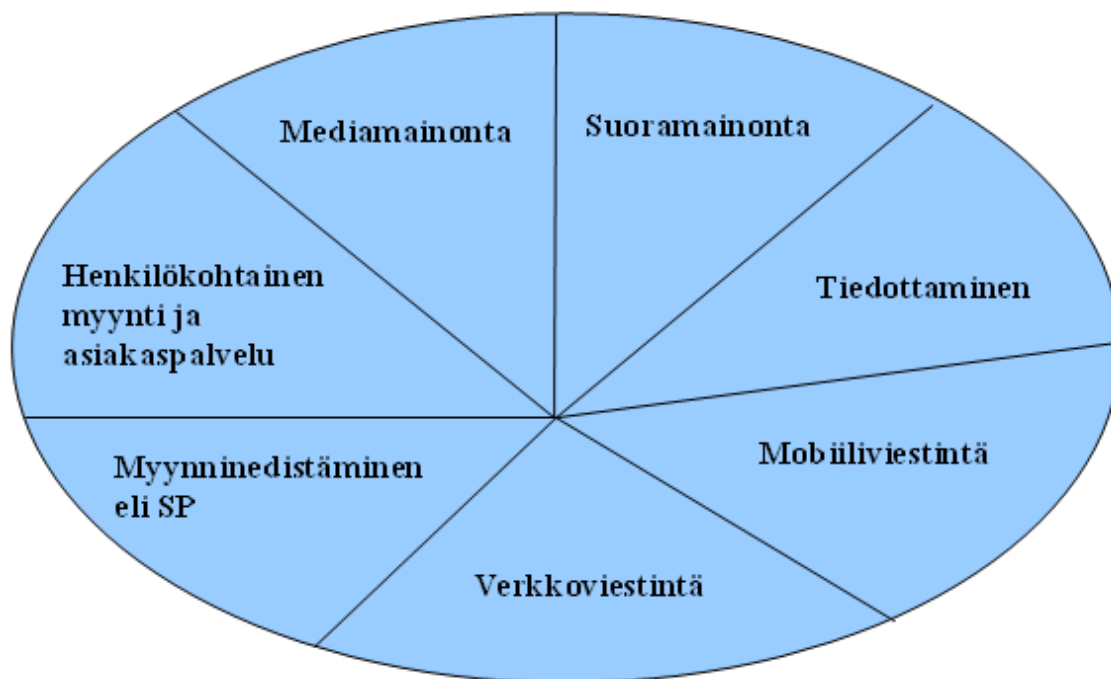 Mediamainonta
Suoramainonta
Tiedottaminen
Mobiiliviestintä
Verkkoviestintä
Myynninedistäminen
eli SP
Henkilökohtainen
myynti ja
asiakaspalvelu